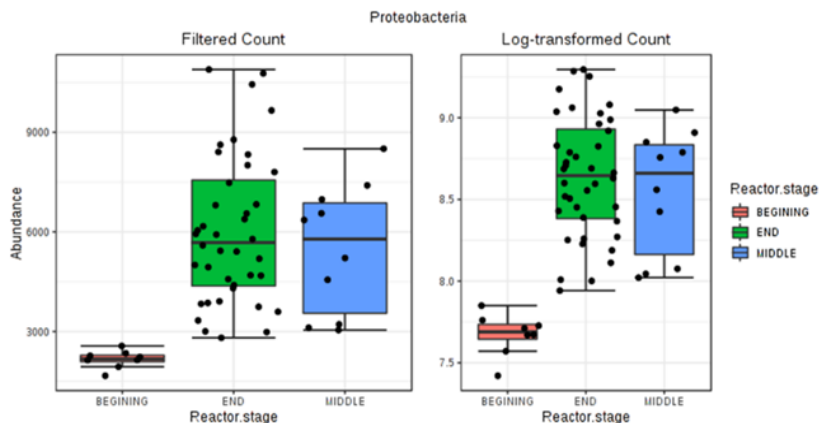 Proteobacteria
Filtered Count
Log-transformed Count
Abundance
9000
6000
3000
BEGINING
END
MIDDLE
Reactor.stage
9.0
8.5
8.0
7.5
BEGINING
END
MIDDLE
Reactor.stage
Reactor.stage
BEGINING
END
MIDDLE